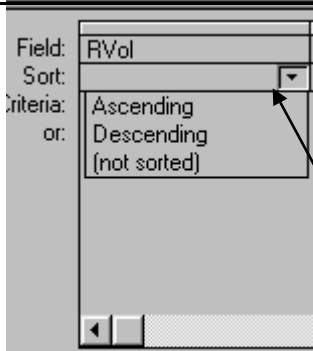 Field: RVol
Sort:
Criteria: Ascending
or: Descending
(not sorted)